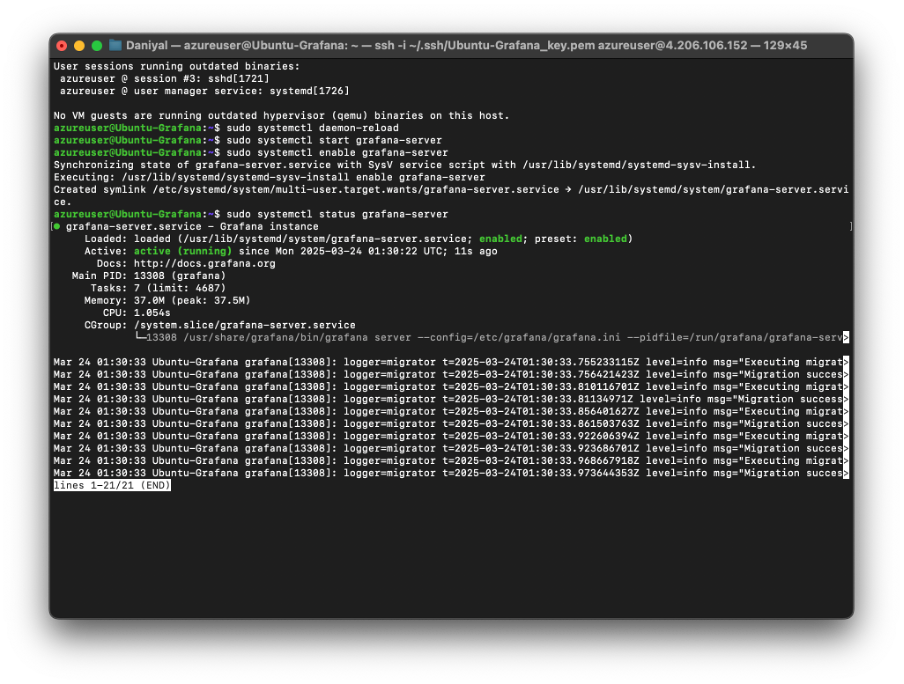 Daniyal — azureuser@Ubuntu-Grafana: ~ — ssh -i ~/.ssh/Ubuntu-Grafana_key.pem azureuser@4.206.106.152 — 129×45
User sessions running outdated binaries:
 azureuser @ session #3: sshd[1721]
 azureuser @ user manager service: systemd[1726]
No VM guests are running outdated hypervisor (qemu) binaries on this host.
azureuser@Ubuntu-Grafana:~$ sudo systemctl daemon-reload
azureuser@Ubuntu-Grafana:~$ sudo systemctl start grafana-server
azureuser@Ubuntu-Grafana:~$ sudo systemctl enable grafana-server
Synchronizing state of grafana-server.service with SysV service script with /usr/lib/systemd/systemd-sysv-install.
Executing: /usr/lib/systemd/systemd-sysv-install enable grafana-server
Created symlink /etc/systemd/system/multi-user.target.wants/grafana-server.service → /usr/lib/systemd/system/grafana-server.servi
ce.
azureuser@Ubuntu-Grafana:~$ sudo systemctl status grafana-server
[● grafana-server.service - Grafana instance ]
     Loaded: loaded (/usr/lib/systemd/system/grafana-server.service; enabled; preset: enabled)
     Active: active (running) since Mon 2025-03-24 01:30:22 UTC; 11s ago
       Docs: http://docs.grafana.org
   Main PID: 13308 (grafana)
      Tasks: 7 (limit: 4687)
     Memory: 37.0M (peak: 37.5M)
        CPU: 1.054s
     CGroup: /system.slice/grafana-server.service
             └─13308 /usr/share/grafana/bin/grafana server --config=/etc/grafana/grafana.ini --pidfile=/run/grafana/grafana-serv>
Mar 24 01:30:33 Ubuntu-Grafana grafana[13308]: logger=migrator t=2025-03-24T01:30:33.755233115Z level=info msg="Executing migrat>
Mar 24 01:30:33 Ubuntu-Grafana grafana[13308]: logger=migrator t=2025-03-24T01:30:33.756421423Z level=info msg="Migration succes>
Mar 24 01:30:33 Ubuntu-Grafana grafana[13308]: logger=migrator t=2025-03-24T01:30:33.810116701Z level=info msg="Executing migrat>
Mar 24 01:30:33 Ubuntu-Grafana grafana[13308]: logger=migrator t=2025-03-24T01:30:33.81134971Z level=info msg="Migration success>
Mar 24 01:30:33 Ubuntu-Grafana grafana[13308]: logger=migrator t=2025-03-24T01:30:33.856401627Z level=info msg="Executing migrat>
Mar 24 01:30:33 Ubuntu-Grafana grafana[13308]: logger=migrator t=2025-03-24T01:30:33.861503763Z level=info msg="Migration succes>
Mar 24 01:30:33 Ubuntu-Grafana grafana[13308]: logger=migrator t=2025-03-24T01:30:33.922606394Z level=info msg="Executing migrat>
Mar 24 01:30:33 Ubuntu-Grafana grafana[13308]: logger=migrator t=2025-03-24T01:30:33.923686701Z level=info msg="Migration succes>
Mar 24 01:30:33 Ubuntu-Grafana grafana[13308]: logger=migrator t=2025-03-24T01:30:33.968667918Z level=info msg="Executing migrat>
Mar 24 01:30:33 Ubuntu-Grafana grafana[13308]: logger=migrator t=2025-03-24T01:30:33.973644353Z level=info msg="Migration succes>
lines 1-21/21 (END)